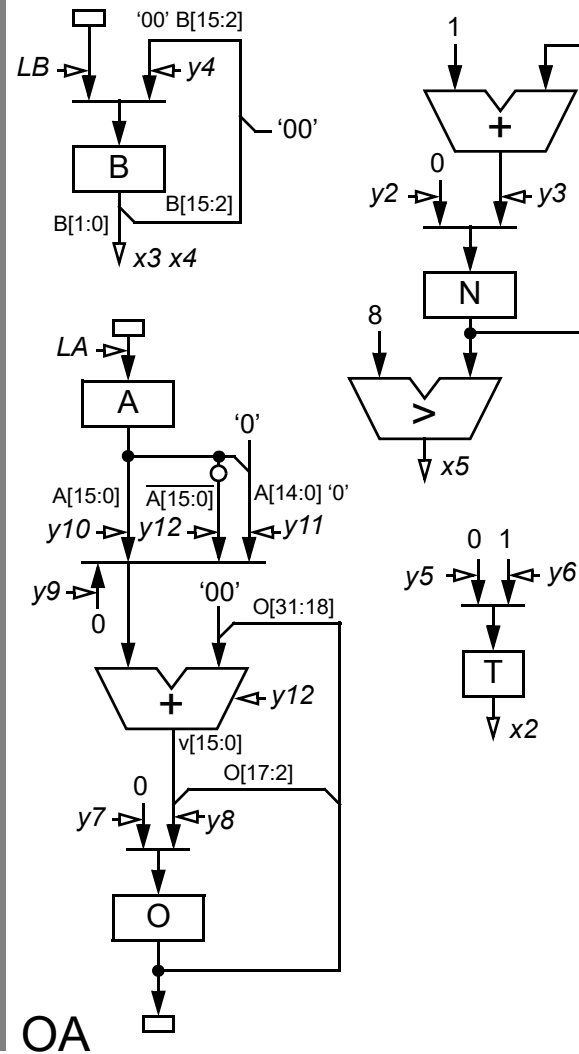 '00' B[15:2]
LB
y4
'00'
B
B[1:0]
B[15:2]
x3 x4
1
+
0
y2
y3
N
8
>
x5
LA
A
'0'
A[15:0]
A[15:0]
A[14:0] '0'
y10
y12
y11
y9
0
'00'
O[31:18]
+
y12
v[15:0]
O[17:2]
0
y7
y8
O
0 1
y5
y6
T
x2
OA